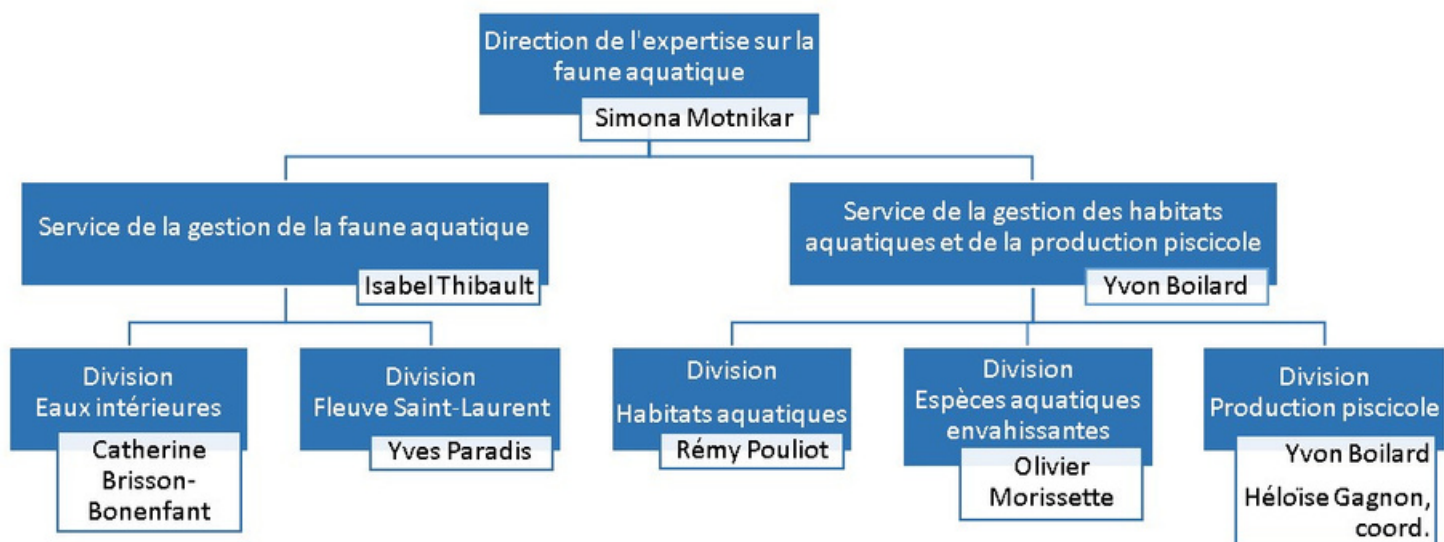 Direction de l'expertise sur la
faune aquatique
Simona Motnikar
Service de la gestion de la faune aquatique
Isabel Thibault
Service de la gestion des habitats
aquatiques et de la production piscicole
Yvon Boilard
Division
Eaux intérieures
Catherine
Brisson-
Bonenfant
Division
Fleuve Saint-Laurent
Yves Paradis
Division
Habitats aquatiques
Rémy Pouliot
Division
Espèces aquatiques
envahissantes
Olivier
Morissette
Division
Production piscicole
Yvon Boilard
Héloïse Gagnon,
coord.